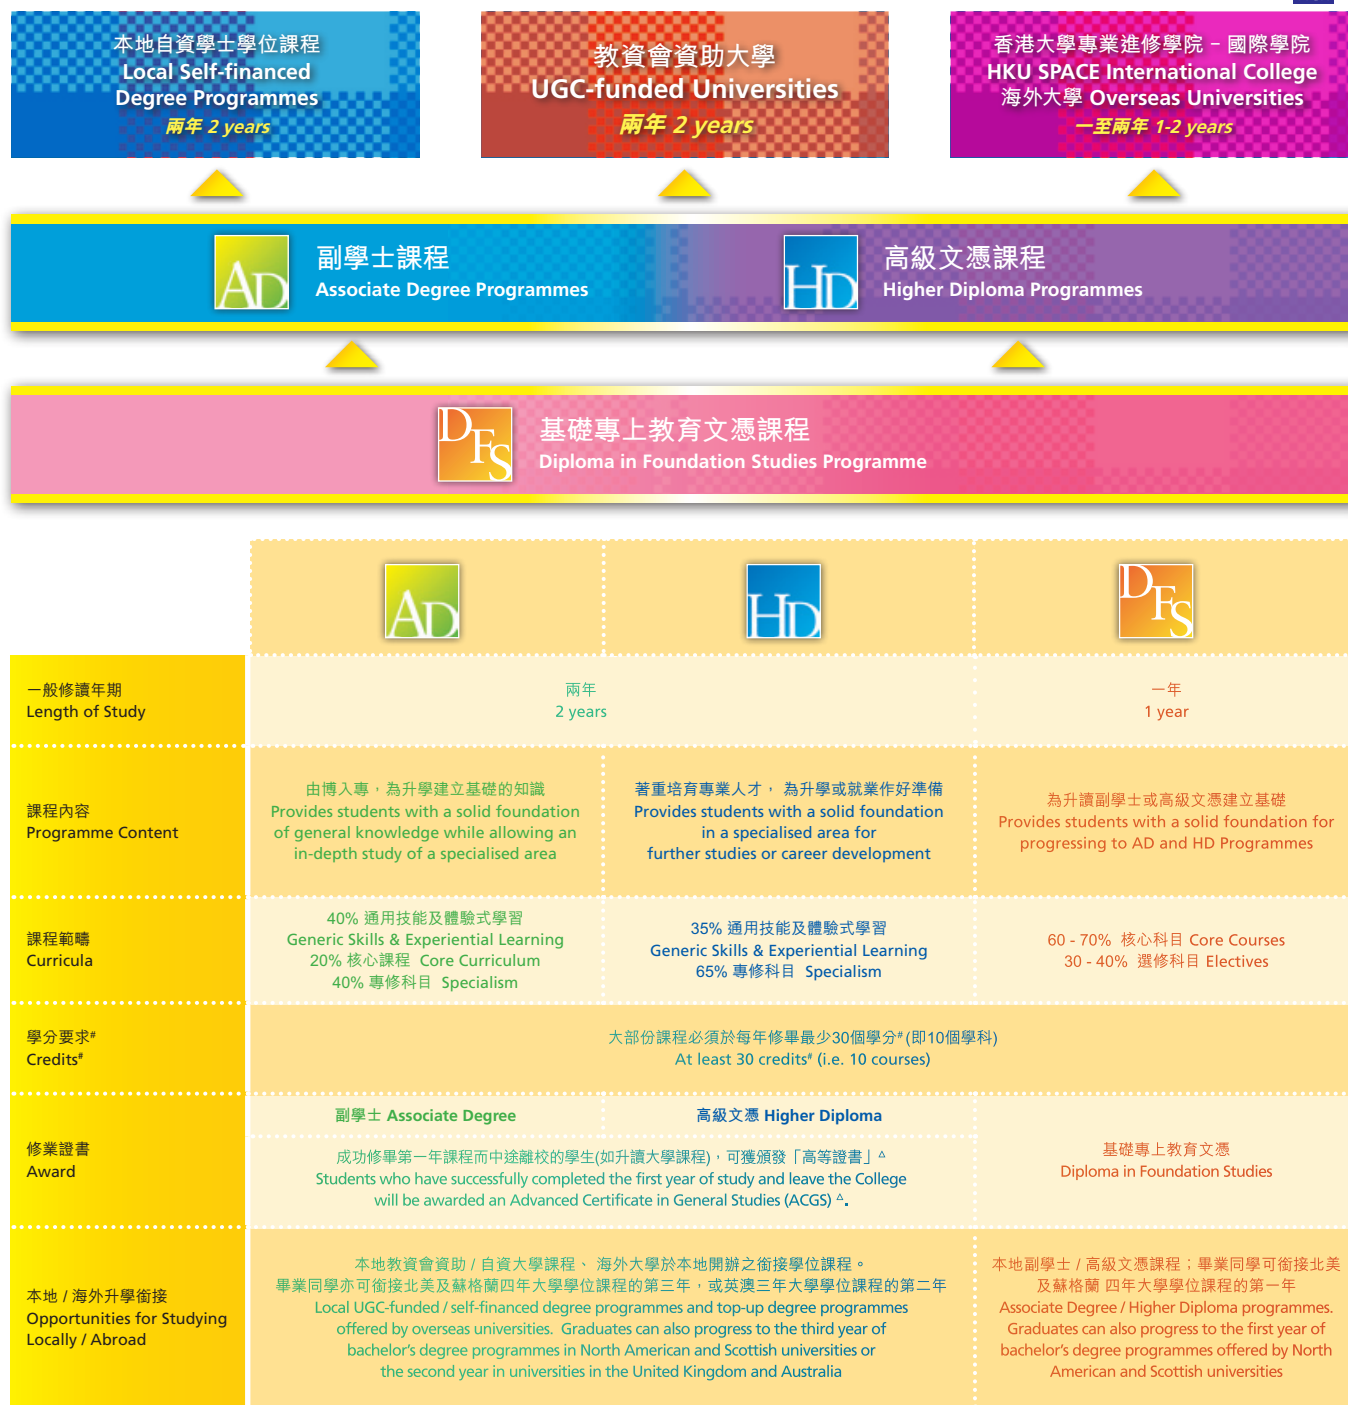 本地自資學士學位課程
Local Self-financed
Degree Programmes
兩年 2 years
教資會資助大學
UGC-funded Universities
兩年 2 years
香港大學專業進修學院 – 國際學院
HKU SPACE International College
海外大學 Overseas Universities
一至兩年 1-2 years
AD
副學士課程
Associate Degree Programmes
HD
高級文憑課程
Higher Diploma Programmes
DFS
基礎專上教育文憑課程
Diploma in Foundation Studies Programme
AD
HD
DFS
一般修讀年期
Length of Study
兩年
2 years
一年
1 year
課程內容
Programme Content
由博入專，為升學建立基礎的知識
Provides students with a solid foundation
of general knowledge while allowing an
in-depth study of a specialised area
著重培育專業人才， 為升學或就業作好準備
Provides students with a solid foundation
in a specialised area for
further studies or career development
為升讀副學士或高級文憑建立基礎
Provides students with a solid foundation for
progressing to AD and HD Programmes
課程範疇
Curricula
40% 通用技能及體驗式學習
Generic Skills & Experiential Learning
20% 核心課程 Core Curriculum
40% 專修科目 Specialism
35% 通用技能及體驗式學習
Generic Skills & Experiential Learning
65% 專修科目 Specialism
60 - 70% 核心科目 Core Courses
30 - 40% 選修科目 Electives
學分要求#
Credits#
大部份課程必須於每年修畢最少30個學分# (即10個學科)
At least 30 credits# (i.e. 10 courses)
修業證書
Award
副學士 Associate Degree
高級文憑 Higher Diploma
成功修畢第一年課程而中途離校的學生(如升讀大學課程)，可獲頒發「高等證書」△
Students who have successfully completed the first year of study and leave the College
will be awarded an Advanced Certificate in General Studies (ACGS) △.
基礎專上教育文憑
Diploma in Foundation Studies
本地 / 海外升學銜接
Opportunities for Studying
Locally / Abroad
本地教資會資助 / 自資大學課程、 海外大學於本地開辦之銜接學位課程。
畢業同學亦可銜接北美及蘇格蘭四年大學學位課程的第三年，或英澳三年大學學位課程的第二年
Local UGC-funded / self-financed degree programmes and top-up degree programmes
offered by overseas universities. Graduates can also progress to the third year of
bachelor's degree programmes in North American and Scottish universities or
the second year in universities in the United Kingdom and Australia
本地副學士 / 高級文憑課程；畢業同學可銜接北美
及蘇格蘭 四年大學學位課程的第一年
Associate Degree / Higher Diploma programmes.
Graduates can also progress to the first year of
bachelor's degree programmes offered by North
American and Scottish universities